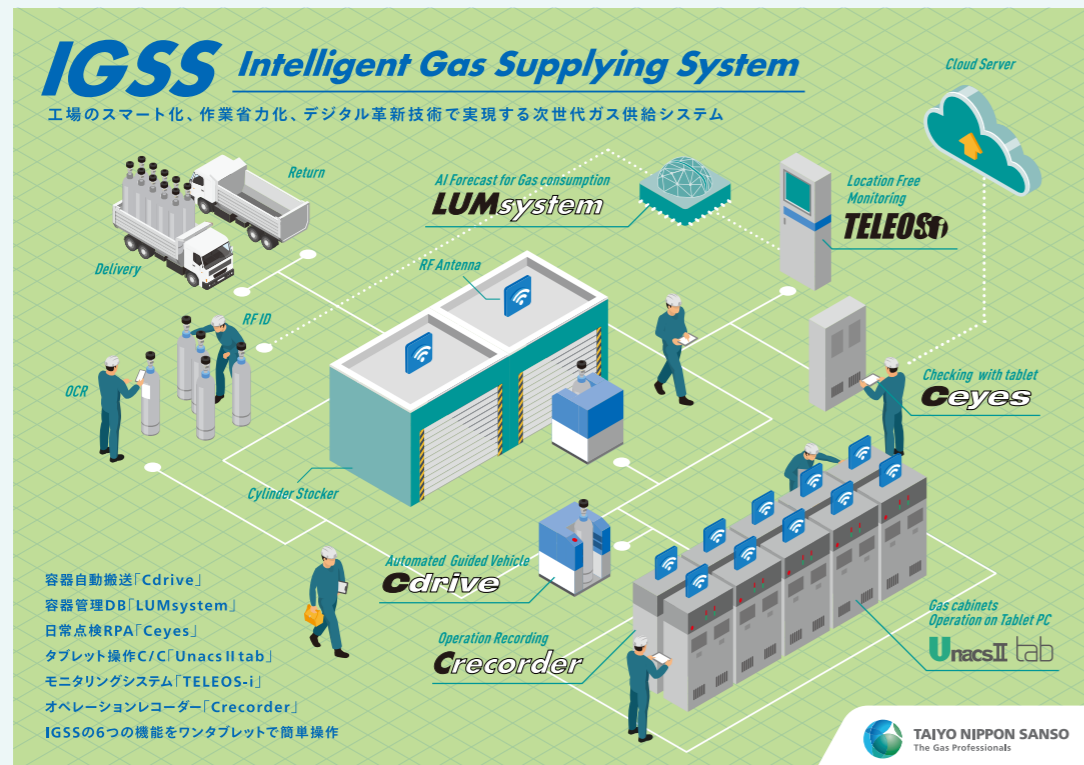 IGSS Intelligent Gas Supplying System
工場のスマート化、作業省力化、デジタル革新技術で実現する次世代ガス供給システム
Cloud Server
Return
Delivery
AI Forecast for Gas consumption
LUMsystem
Location Free
Monitoring
TELEOSi
RF Antenna
RF ID
OCR
Checking with tablet
Ceyes
Cylinder Stocker
Automated Guided Vehicle
Cdrive
Operation Recording
Crecorder
Gas cabinets
Operation on Tablet PC
UnacsII tab
容器自動搬送「Cdrive」
容器管理DB「LUMsystem」
日常点検RPA「Ceyes」
タブレット操作C/C「UnacsII tab」
モニタリングシステム「TELEOS-i」
オペレーションレコーダー「Crecorder」
IGSSの6つの機能をワンタブレットで簡単操作
TAIYO NIPPON SANSO
The Gas Professionals